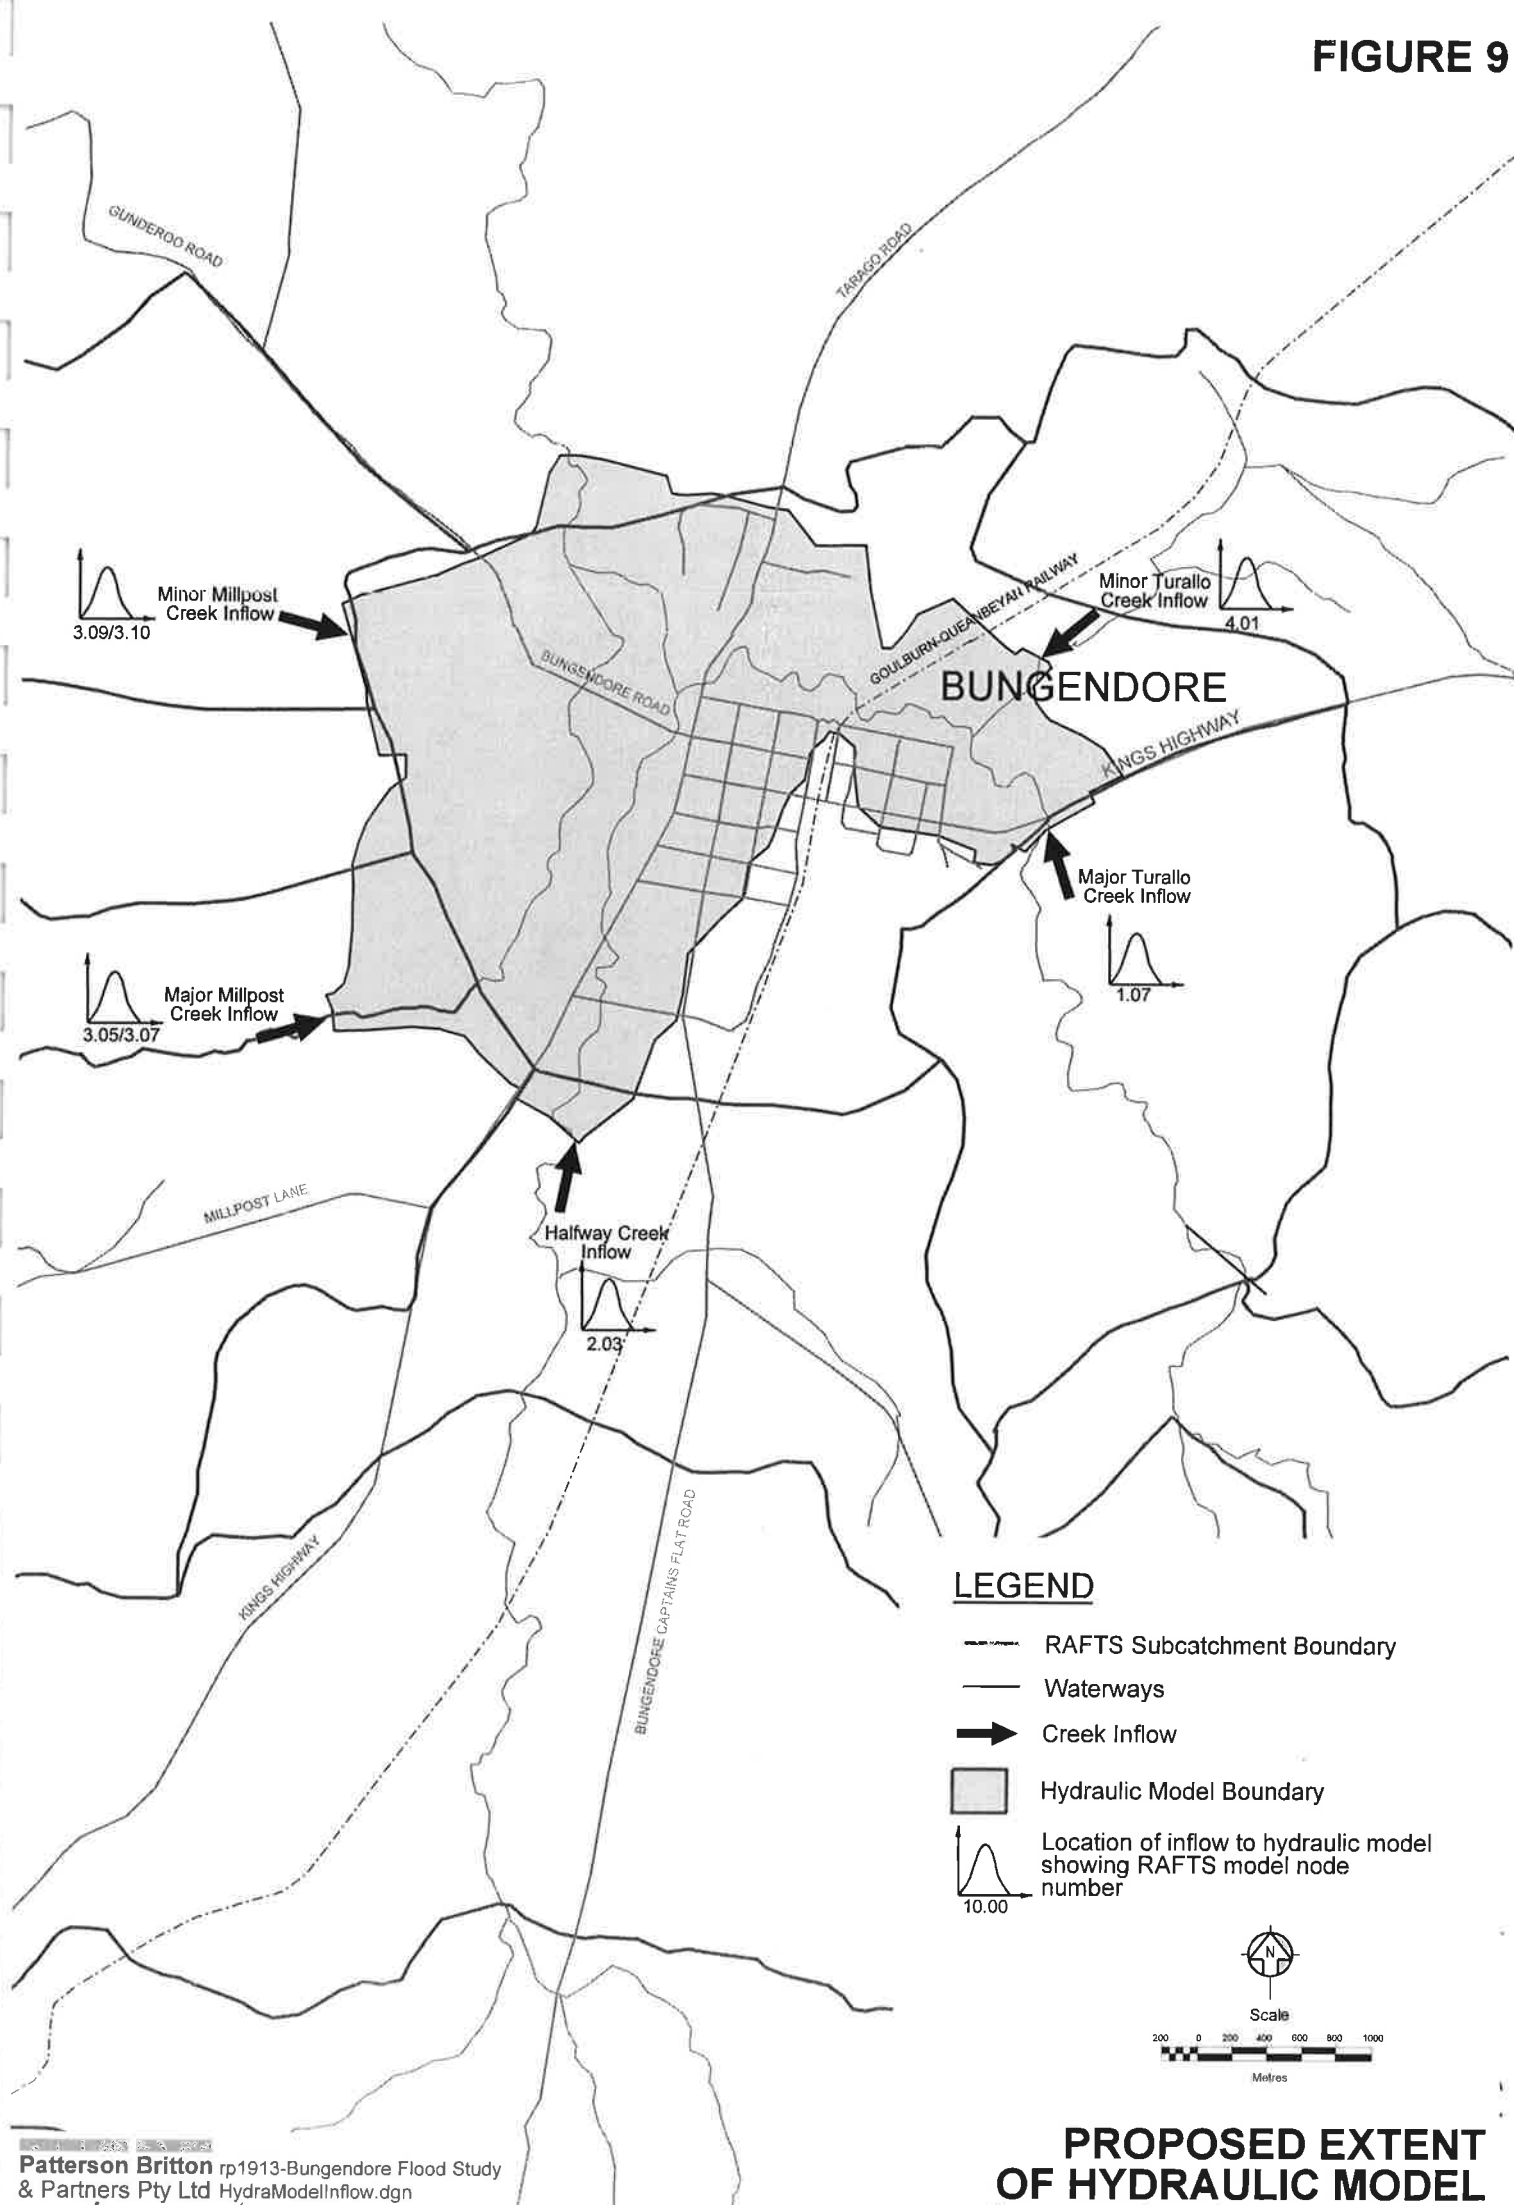 FIGURE 9
GUNDEROO ROAD
TARAGO ROAD
Minor Millpost
Creek Inflow
3.09/3.10
GOULBURN-QUEANBEYAN RAILWAY
Minor Turallo
Creek Inflow
4.01
BUNGENDORE ROAD
BUNGENDORE
KINGS HIGHWAY
Major Turallo
Creek Inflow
1.07
Major Millpost
Creek Inflow
3.05/3.07
MILLPOST LANE
Halfway Creek
Inflow
2.03
KINGS HIGHWAY
BUNGENDORE CAPTAINS FLAT ROAD
LEGEND
RAFTS Subcatchment Boundary
Waterways
Creek Inflow
Hydraulic Model Boundary
Location of inflow to hydraulic model
showing RAFTS model node
number
10.00
N
Scale
200 0 200 400 600 800 1000
Metres
PROPOSED EXTENT
OF HYDRAULIC MODEL
Patterson Britton rp1913-Bungendore Flood Study
& Partners Pty Ltd HydraModelInflow.dgn